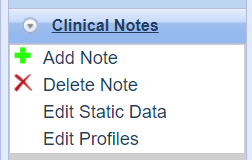 Clinical Notes
Add Note
Delete Note
Edit Static Data
Edit Profiles